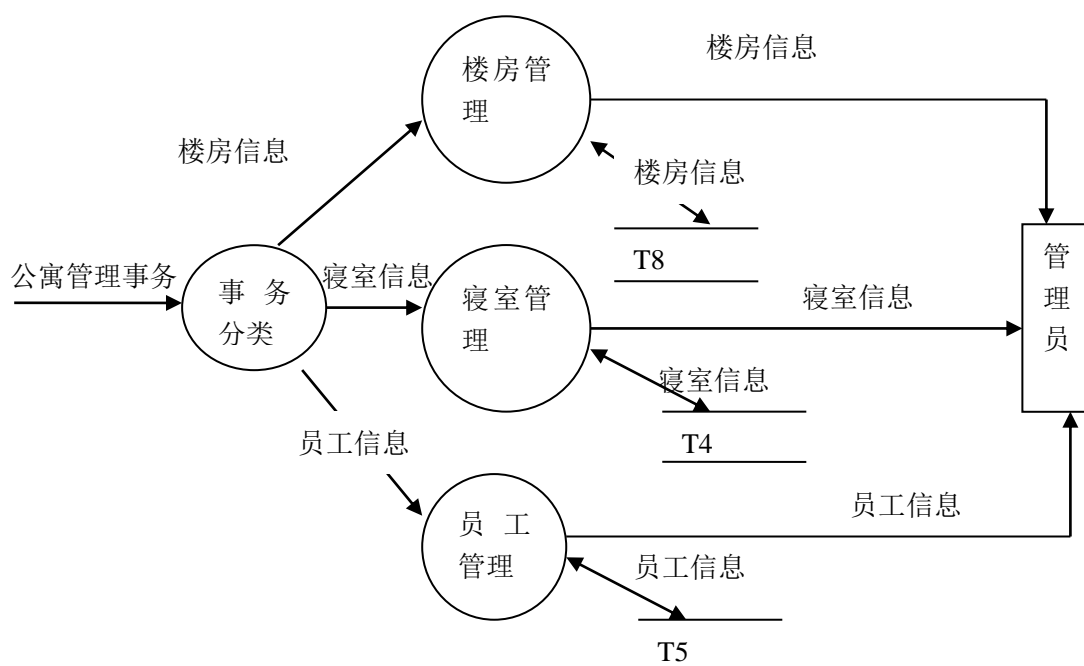 楼房信息
楼房管
理
楼房信息
楼房信息
公寓管理事务
事 务
分类
寝室信息
寝室管
理
T8
寝室信息
管
理
员
寝室信息
T4
员工信息
员 工
管理
员工信息
员工信息
T5